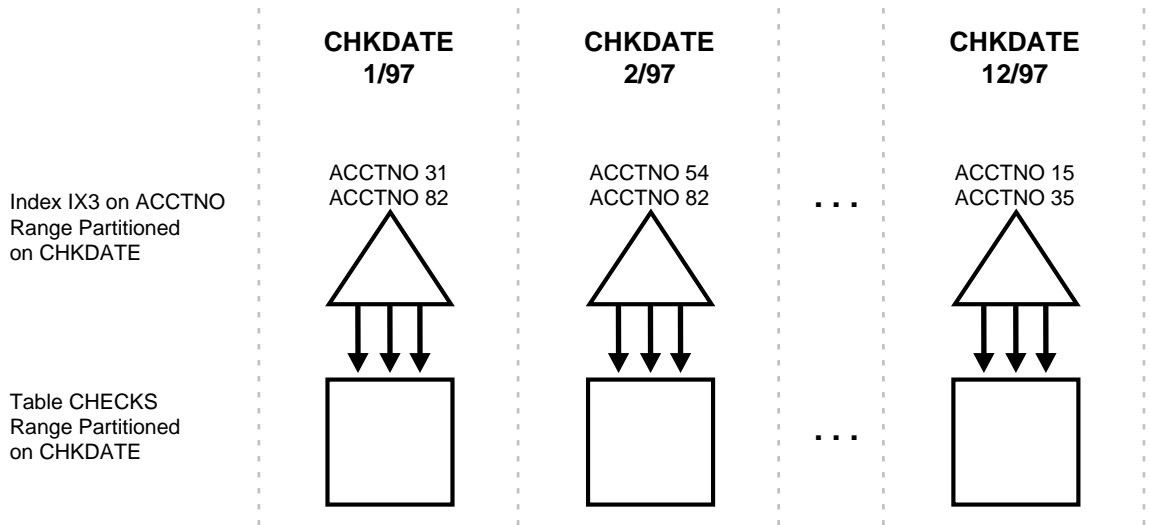 CHKDATE
1/97
CHKDATE
2/97
CHKDATE
12/97
Index IX3 on ACCTNO
Range Partitioned
on CHKDATE
ACCTNO 31
ACCTNO 82
ACCTNO 54
ACCTNO 82
. . .
ACCTNO 15
ACCTNO 35
Table CHECKS
Range Partitioned
on CHKDATE
. . .